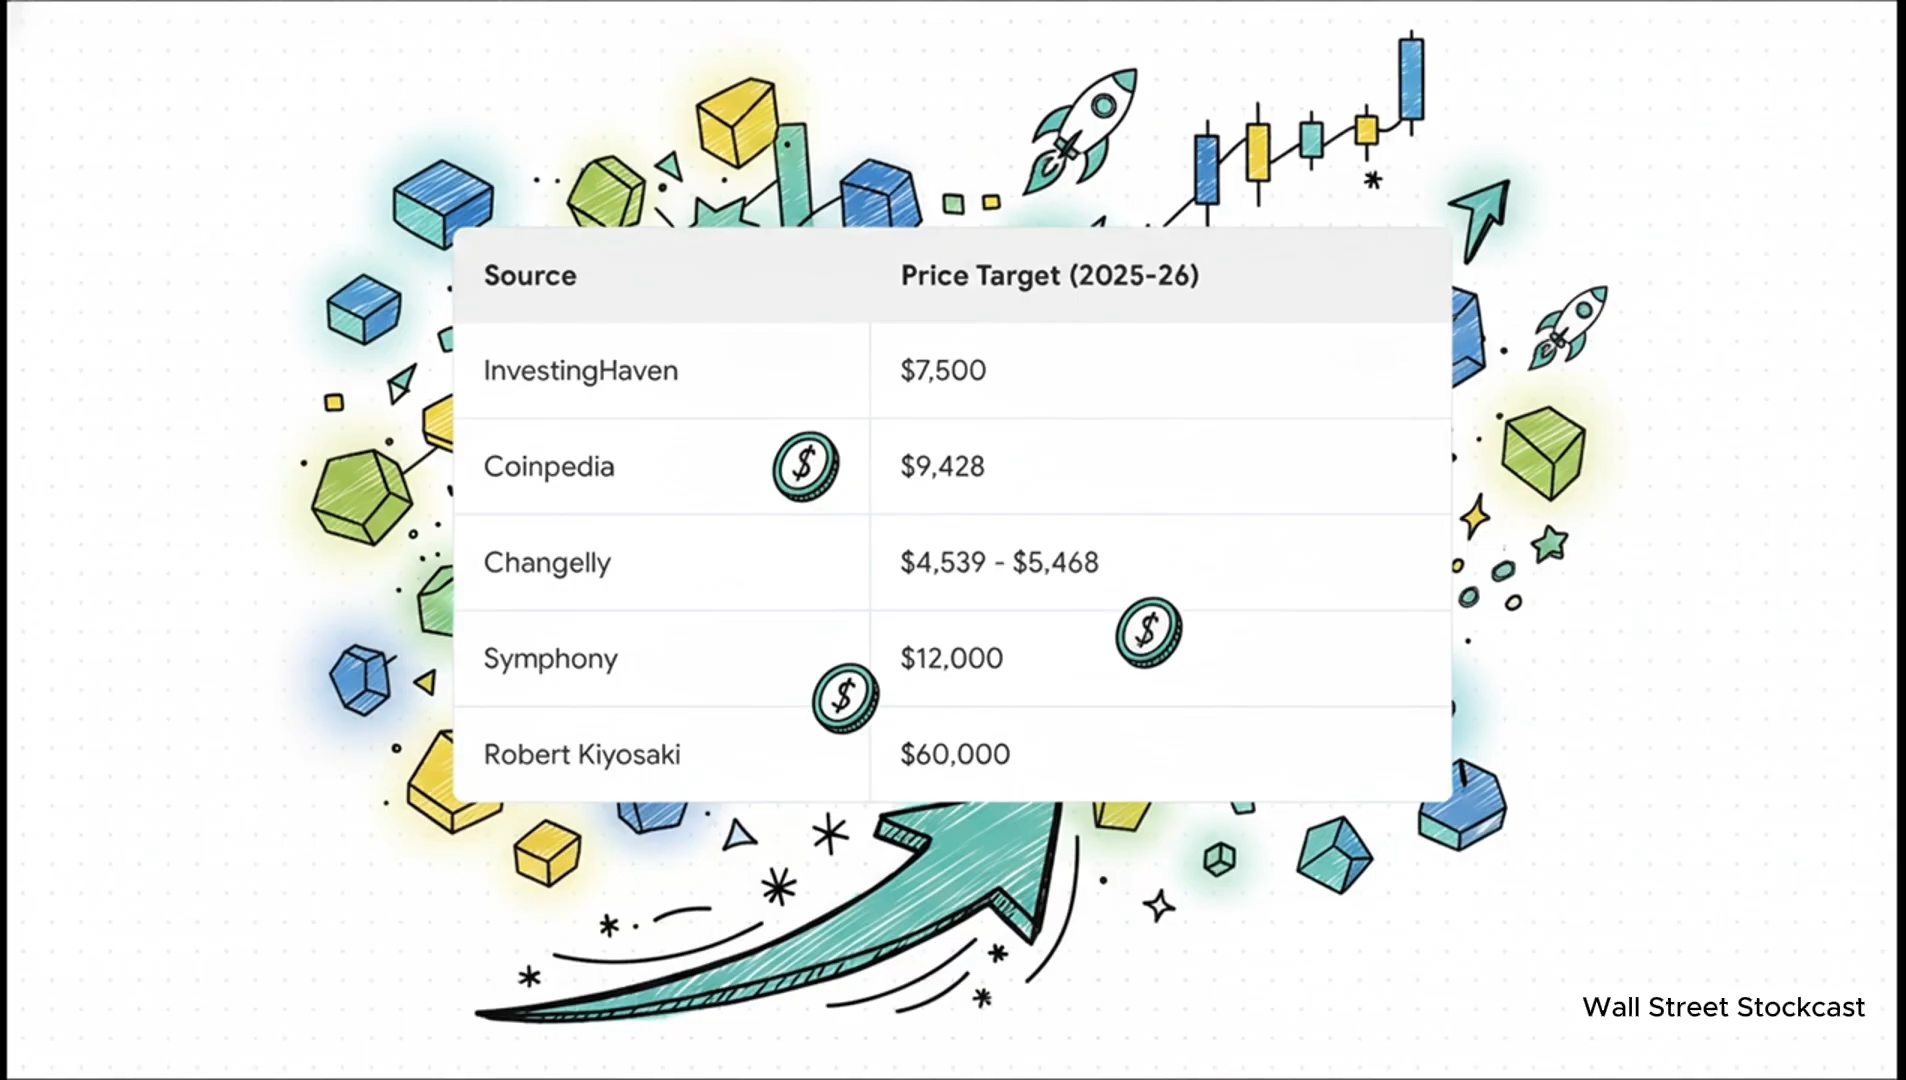 Source Price Target (2025-26)
InvestingHaven $7,500
Coinpedia $9,428
Changelly $4,539 - $5,468
Symphony $12,000
Robert Kiyosaki $60,000
$
$
$
Wall Street Stockcast